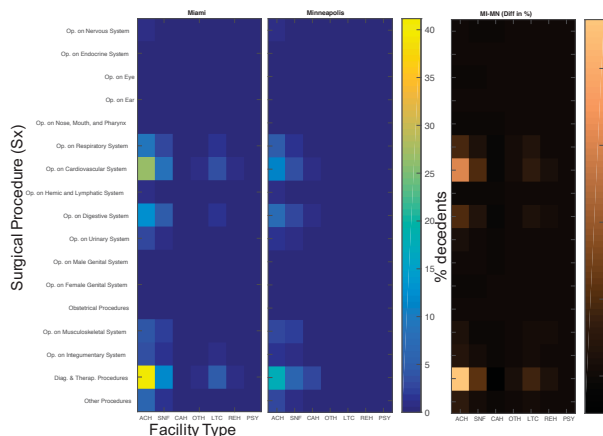 Miami
Minneapolis
MI-MN (Diff in %)
Surgical Procedure (Sx)
Op. on Nervous System
Op. on Endocrine System
Op. on Eye
Op. on Ear
Op. on Nose, Mouth, and Pharynx
Op. on Respiratory System
Op. on Cardiovascular System
Op. on Hemic and Lymphatic System
Op. on Digestive System
Op. on Urinary System
Op. on Male Genital System
Op. on Female Genital System
Obstetrical Procedures
Op. on Musculoskeletal System
Op. on Integumentary System
Diag. & Therap. Procedures
Other Procedures
ACH SNF CAH OTH LTC REH PSY
ACH SNF CAH OTH LTC REH PSY
ACH SNF CAH OTH LTC REH PSY
Facility Type
40
35
30
25
20
15
10
5
0
% decedents